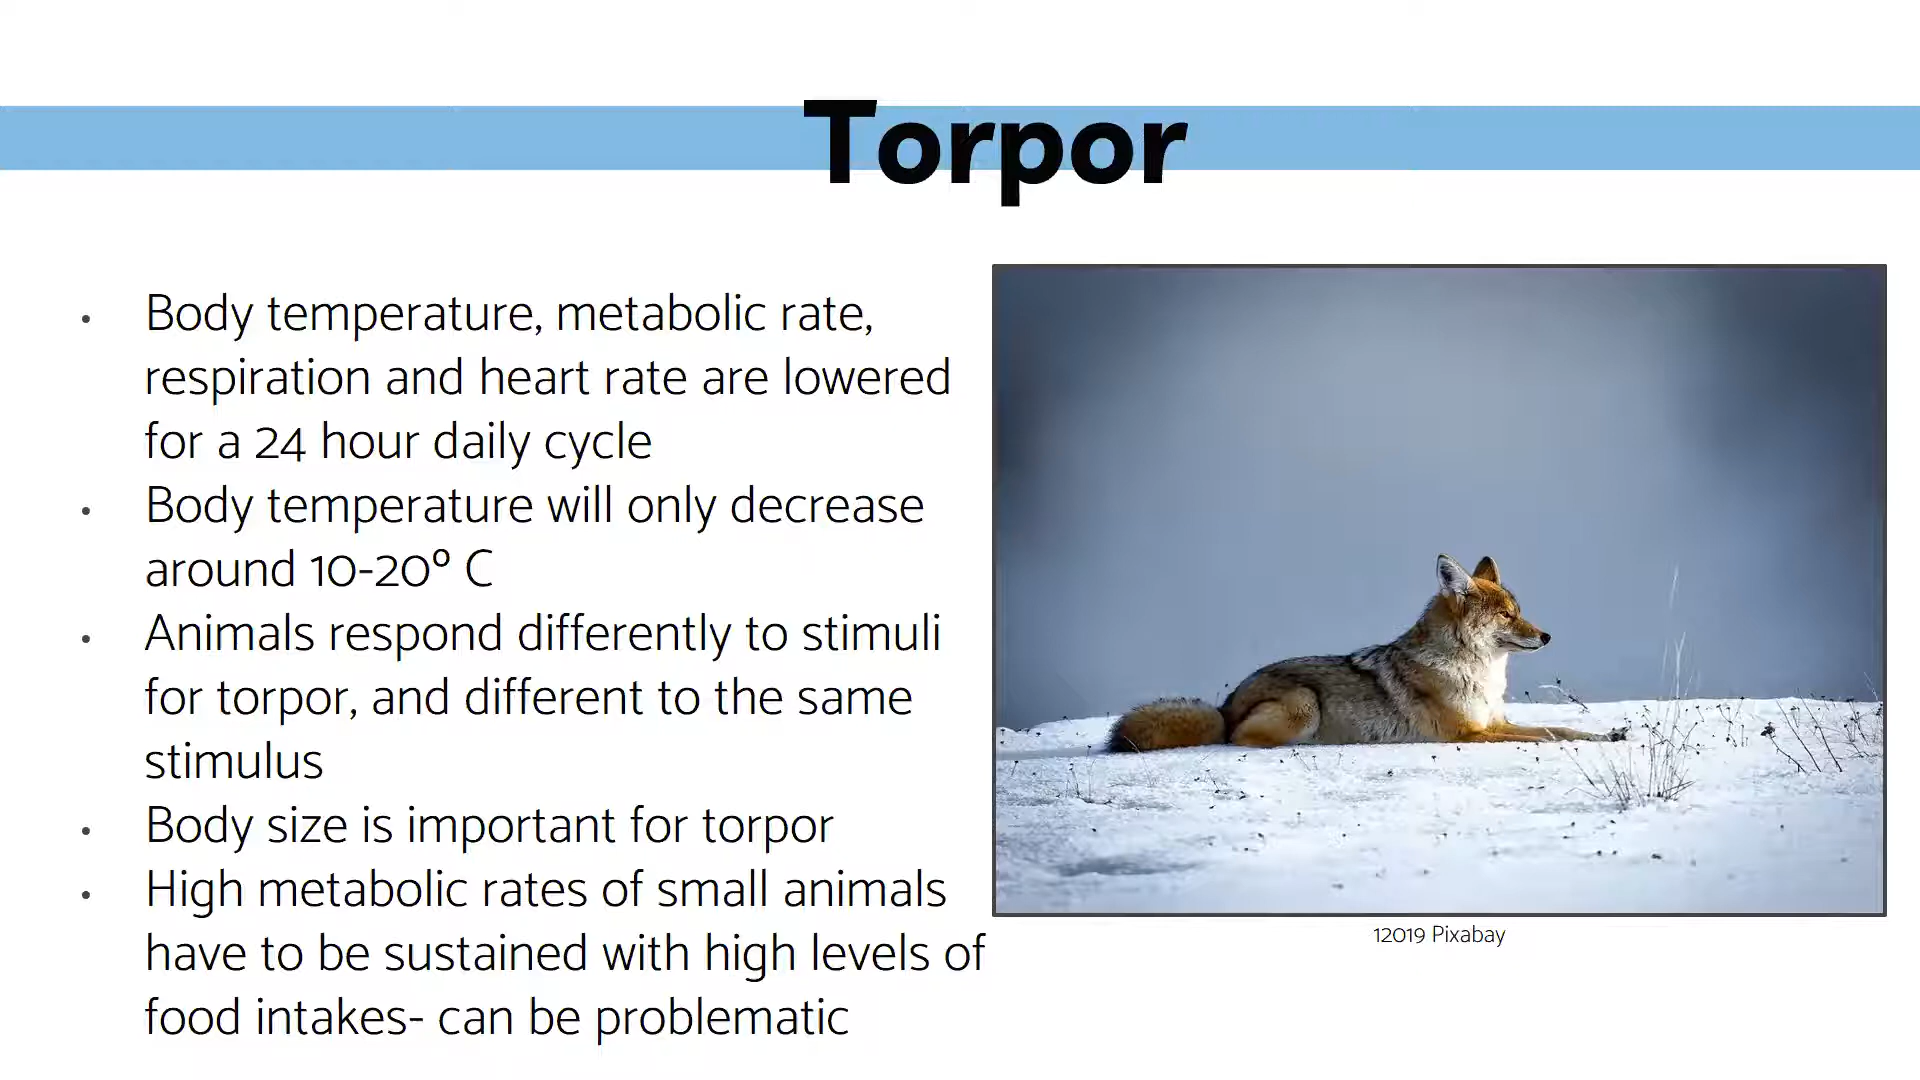 Torpor
• Body temperature, metabolic rate,
respiration and heart rate are lowered
for a 24 hour daily cycle
• Body temperature will only decrease
around 10-20º C
• Animals respond differently to stimuli
for torpor, and different to the same
stimulus
• Body size is important for torpor
• High metabolic rates of small animals
have to be sustained with high levels of
food intakes- can be problematic
12019 Pixabay